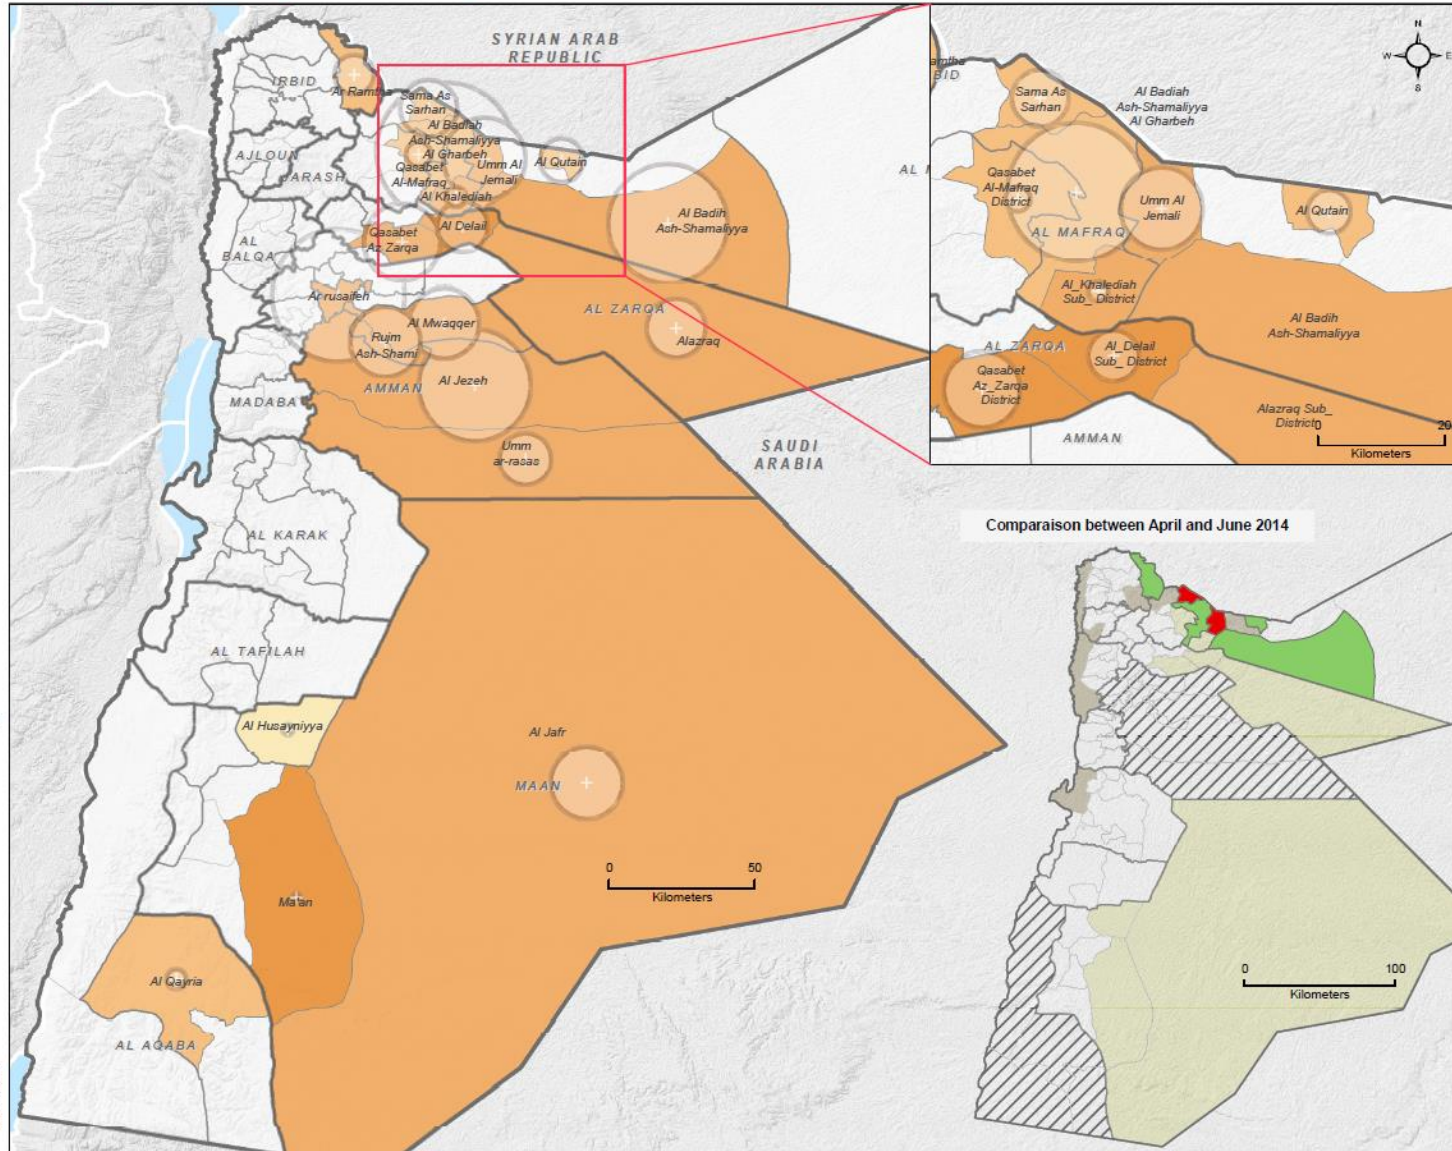 SYRIAN ARAB
REPUBLIC
IRBID
Ar Ramtha
Sama As
Sarhan
Al Badiah
Ash-Shamaliyya
Al Gharbeh
Qasabet
Al-Mafraq
Umm Al
Jemali
Al Khalediah
Al Qutain
AJLOUN
JARASH
AL
BALQA
Qasabet
Az Zarqa
Al Delail
Al Badih
Ash-Shamaliyya
AL ZARQA
Alazraq
Ar rusaifeh
Al Mwaqqer
Rujm
Ash-Shami
AMMAN
Al Jezeh
MADABA
Umm
ar-rasas
SAUDI
ARABIA
AL KARAK
AL TAFILAH
Al Husayniyya
Al Jafr
MAAN
0 50
Kilometers
Ma'an
Al Qayria
AL AQABA
N
W E
S
Sama As
Sarhan
Al Badiah
Ash-Shamaliyya
Al Gharbeh
Qasabet
Al-Mafraq
District
AL MAFRAQ
Umm Al
Jemali
Al Qutain
Al_Khalediah
Sub_ District
Al Badih
Ash-Shamaliyya
AL ZARQA
Al_Delail
Sub_ District
Qasabet
Az_Zarqa
District
Alazraq Sub_
District
AMMAN
0 20
Kilometers
Comparaison between April and June 2014
0 100
Kilometers